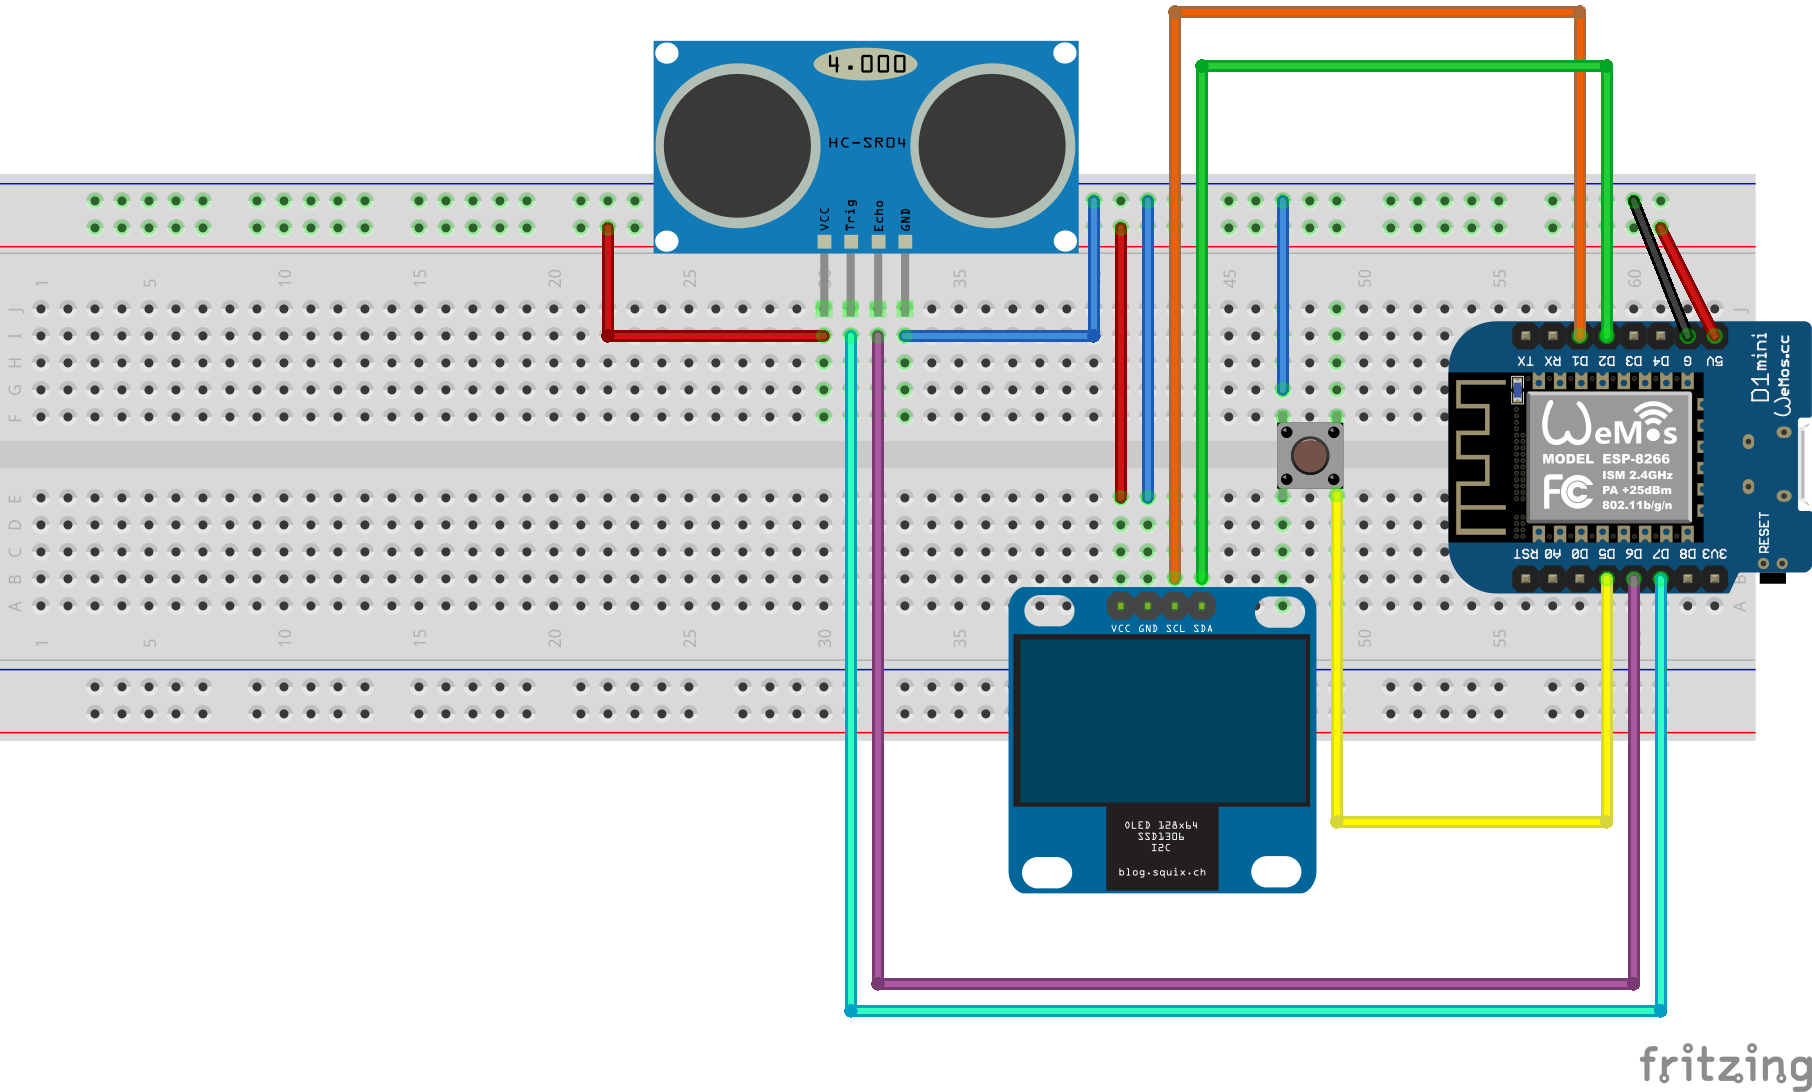 4.000
HC-SR04
VCC
Trig
Echo
GND
1
5
10
15
20
25
30
35
45
55
60
J
I
H
G
F
J
TX
RX
D1
D2
D3
D4
G
5V
D1mini
WeMos.cc
WeMos
MODEL ESP-8266
ISM 2.4GHz
PA +25dBm
802.11b/g/n
FC
RESET
RST
A0
D0
D5
D6
D7
D8
3V3
E
D
C
B
A
B
A
VCC GND SCL SDA
1
5
10
15
20
25
30
35
50
55
OLED 128x64
SSD1306
I2C
blog.squix.ch
fritzing